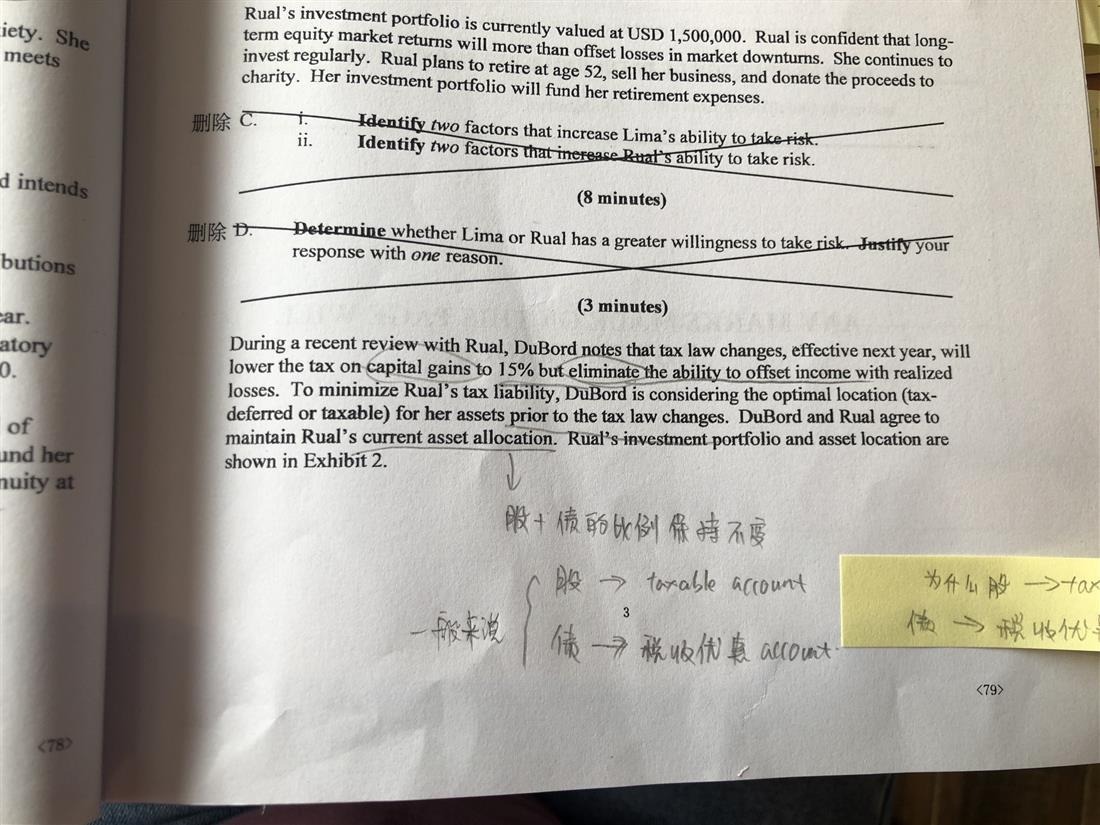 iety. She
meets
d intends
butions
ear.
atory
0.
of
und her
nuity at
<78>
Rual's investment portfolio is currently valued at USD 1,500,000. Rual is confident that long-
term equity market returns will more than offset losses in market downturns. She continues to
invest regularly. Rual plans to retire at age 52, sell her business, and donate the proceeds to
charity. Her investment portfolio will fund her retirement expenses.
删除 C. i. Identify two factors that increase Lima's ability to take risk.
ii. Identify two factors that increase Rual's ability to take risk.
(8 minutes)
删除 D. Determine whether Lima or Rual has a greater willingness to take risk. Justify your
response with one reason.
(3 minutes)
During a recent review with Rual, DuBord notes that tax law changes, effective next year, will
lower the tax on capital gains to 15% but eliminate the ability to offset income with realized
losses. To minimize Rual's tax liability, DuBord is considering the optimal location (tax-
deferred or taxable) for her assets prior to the tax law changes. DuBord and Rual agree to
maintain Rual's current asset allocation. Rual's investment portfolio and asset location are
shown in Exhibit 2.
股+债的比例保持不变
一般来说
股 → taxable account
3
债 → 税收优惠 account
为什么股 → tax
债 → 税收优
<79>